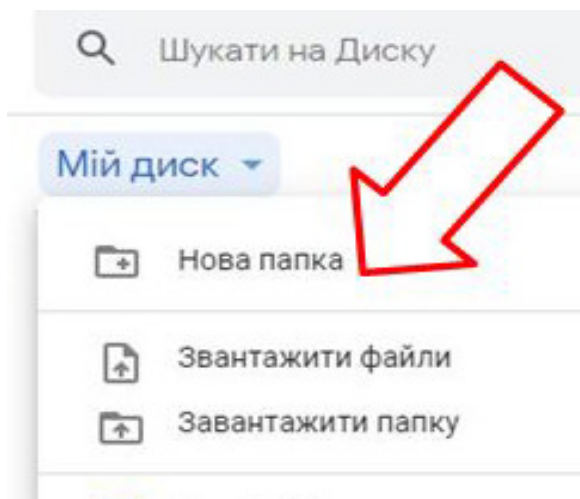 Шукати на Диску
Мій диск
Нова папка
Звантажити файли
Завантажити папку